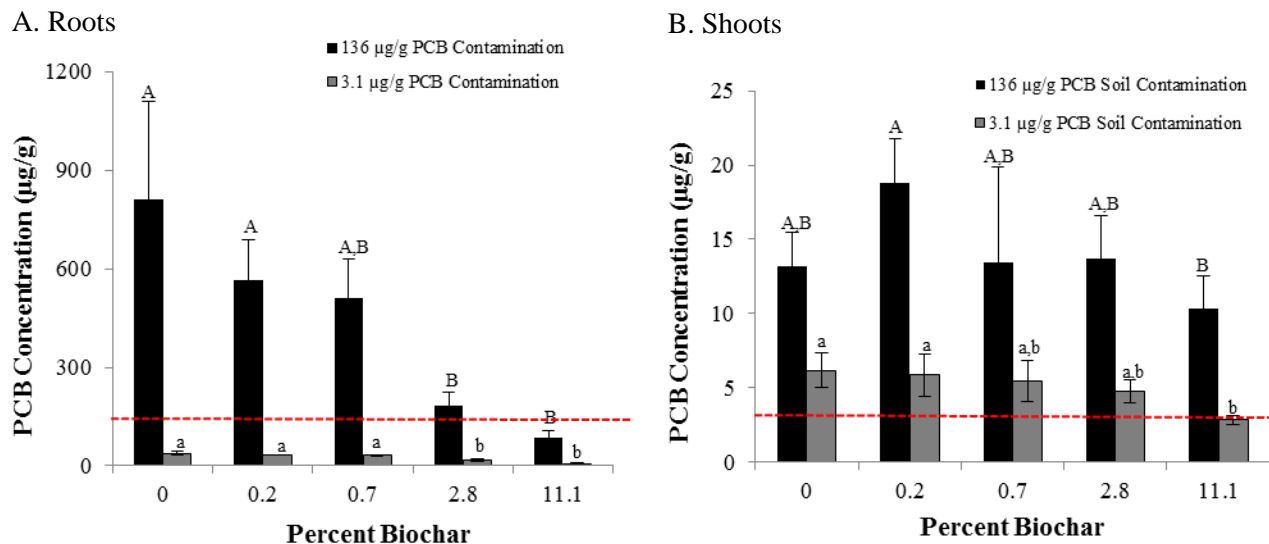 A. Roots
136 µg/g PCB Contamination
3.1 µg/g PCB Contamination
PCB Concentration (µg/g)
1200
900
600
300
0
A
A
A,B
B
B
a
a
a
b
b
0 0.2 0.7 2.8 11.1
Percent Biochar
B. Shoots
136 µg/g PCB Soil Contamination
3.1 µg/g PCB Soil Contamination
PCB Concentration (µg/g)
25
20
15
10
5
0
A,B
A
A,B
A,B
B
a
a
a,b
a,b
b
0 0.2 0.7 2.8 11.1
Percent Biochar